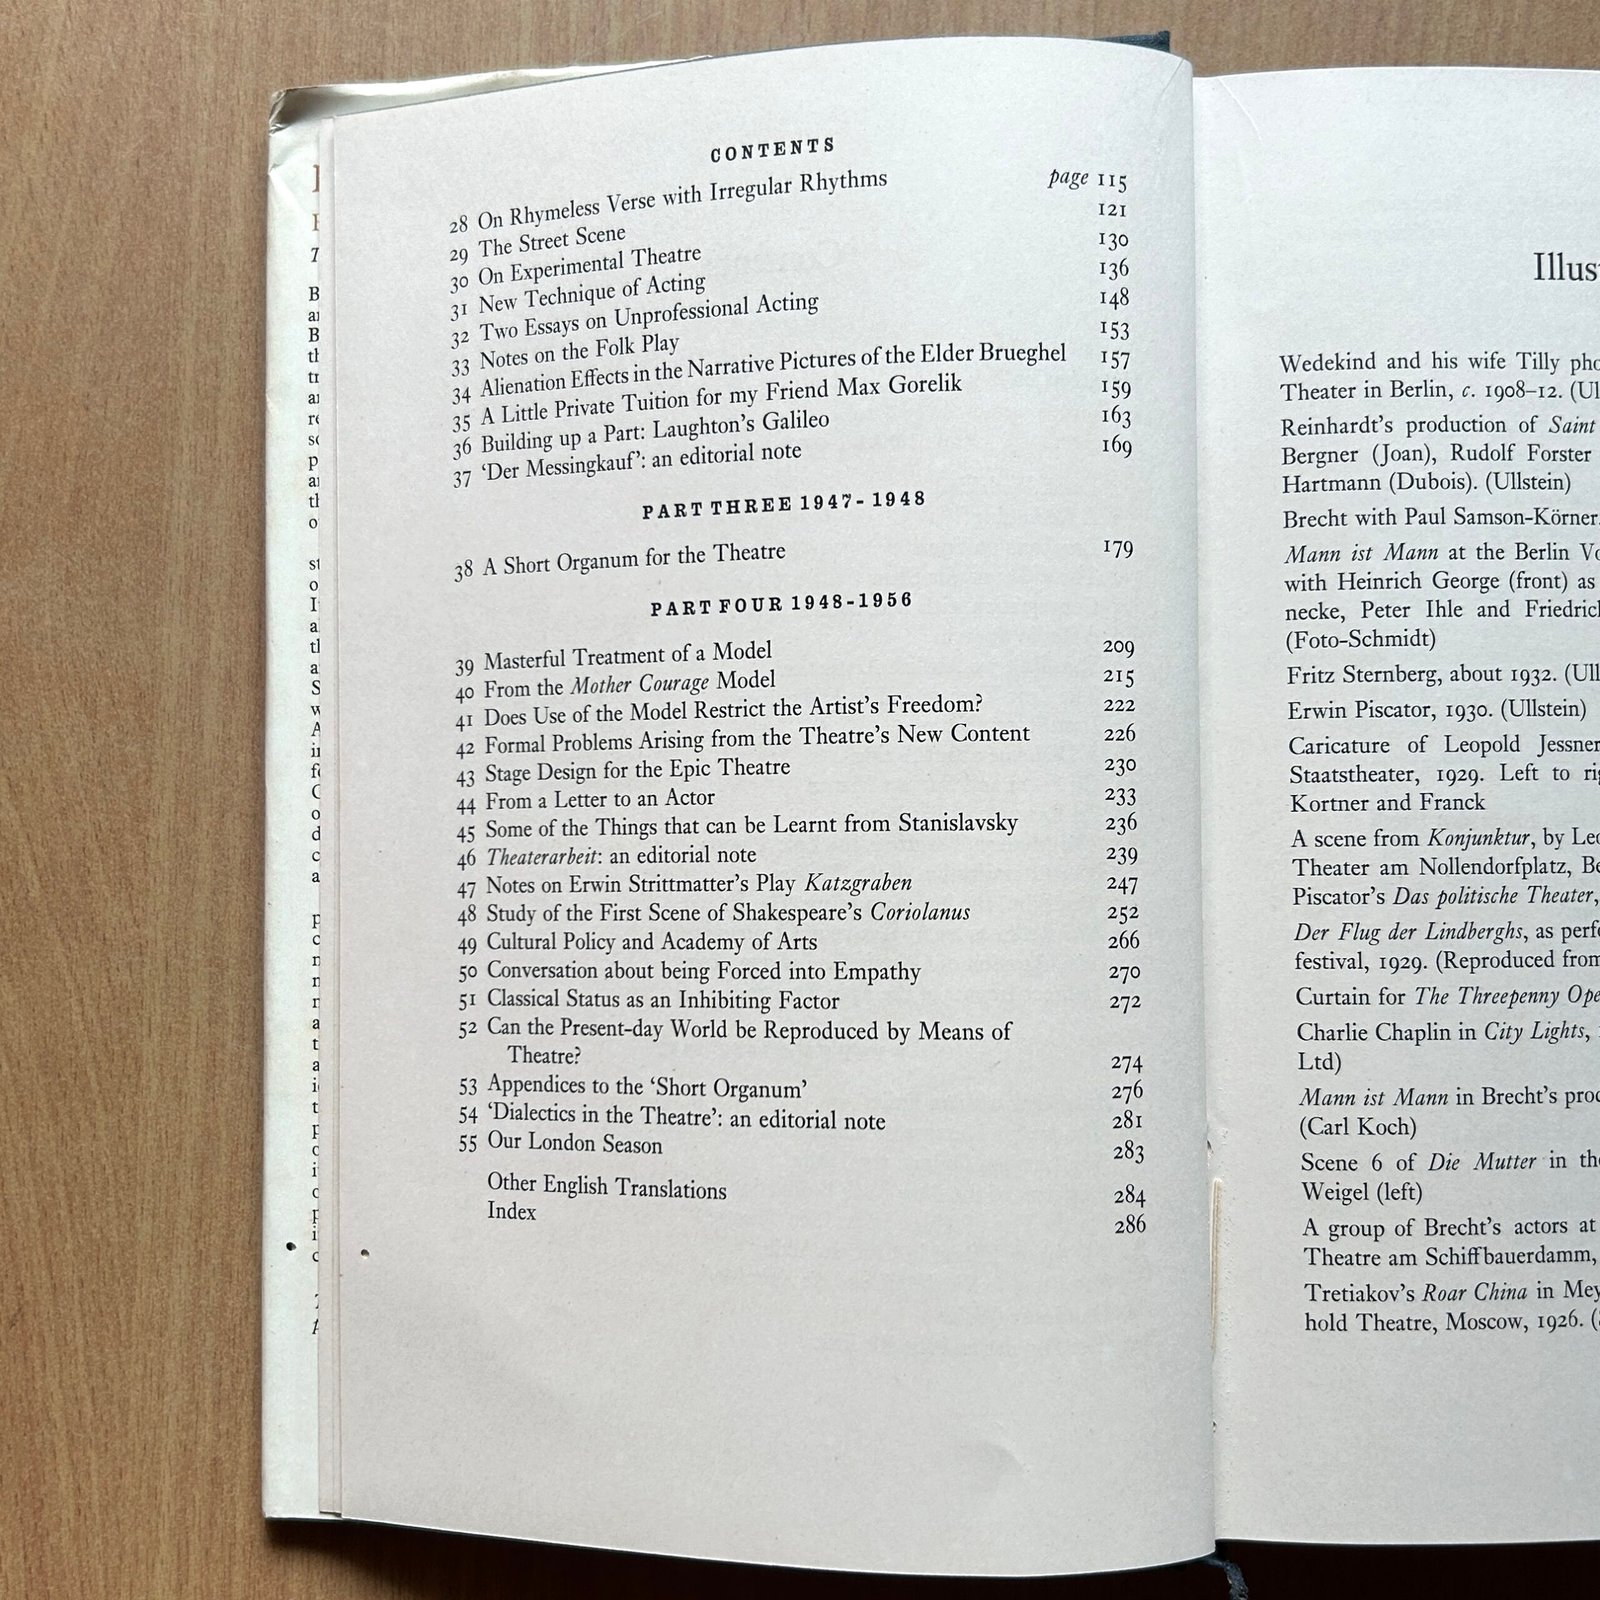 CONTENTS
28 On Rhymeless Verse with Irregular Rhythms page 115
29 The Street Scene 121
30 On Experimental Theatre 130
31 New Technique of Acting 136
32 Two Essays on Unprofessional Acting 148
33 Notes on the Folk Play 153
34 Alienation Effects in the Narrative Pictures of the Elder Brueghel 157
35 A Little Private Tuition for my Friend Max Gorelik 159
36 Building up a Part: Laughton's Galileo 163
37 'Der Messingkauf': an editorial note 169
PART THREE 1947-1948
38 A Short Organum for the Theatre 179
PART FOUR 1948-1956
39 Masterful Treatment of a Model 209
40 From the Mother Courage Model 215
41 Does Use of the Model Restrict the Artist's Freedom? 222
42 Formal Problems Arising from the Theatre's New Content 226
43 Stage Design for the Epic Theatre 230
44 From a Letter to an Actor 233
45 Some of the Things that can be Learnt from Stanislavsky 236
46 Theaterarbeit: an editorial note 239
47 Notes on Erwin Strittmatter's Play Katzgraben 247
48 Study of the First Scene of Shakespeare's Coriolanus 252
49 Cultural Policy and Academy of Arts 266
50 Conversation about being Forced into Empathy 270
51 Classical Status as an Inhibiting Factor 272
52 Can the Present-day World be Reproduced by Means of
Theatre? 274
53 Appendices to the 'Short Organum' 276
54 'Dialectics in the Theatre': an editorial note 281
55 Our London Season 283
Other English Translations 284
Index 286
Wedekind and his wife Tilly
Theater in Berlin, c. 1908–12.
Reinhardt's production of Saint
Bergner (Joan), Rudolf Forster
Hartmann (Dubois). (Ullstein)
Brecht with Paul Samson-Körner.
Mann ist Mann at the Berlin
with Heinrich George (front) as
necke, Peter Ihle and
(Foto-Schmidt)
Fritz Sternberg, about 1932.
Erwin Piscator, 1930. (Ullstein)
Caricature of Leopold
Staatstheater, 1929. Left to
Kortner and Franck
A scene from Konjunktur, by
Theater am Nollendorfplatz,
Piscator's Das politische Theater,
Der Flug der Lindberghs, as
festival, 1929. (Reproduced from
Curtain for The Threepenny
Charlie Chaplin in City Lights,
Ltd)
Mann ist Mann in Brecht's
(Carl Koch)
Scene 6 of Die Mutter in
Weigel (left)
A group of Brecht's actors at
Theatre am Schiffbauerdamm,
Tretiakov's Roar China in
hold Theatre, Moscow, 1926.